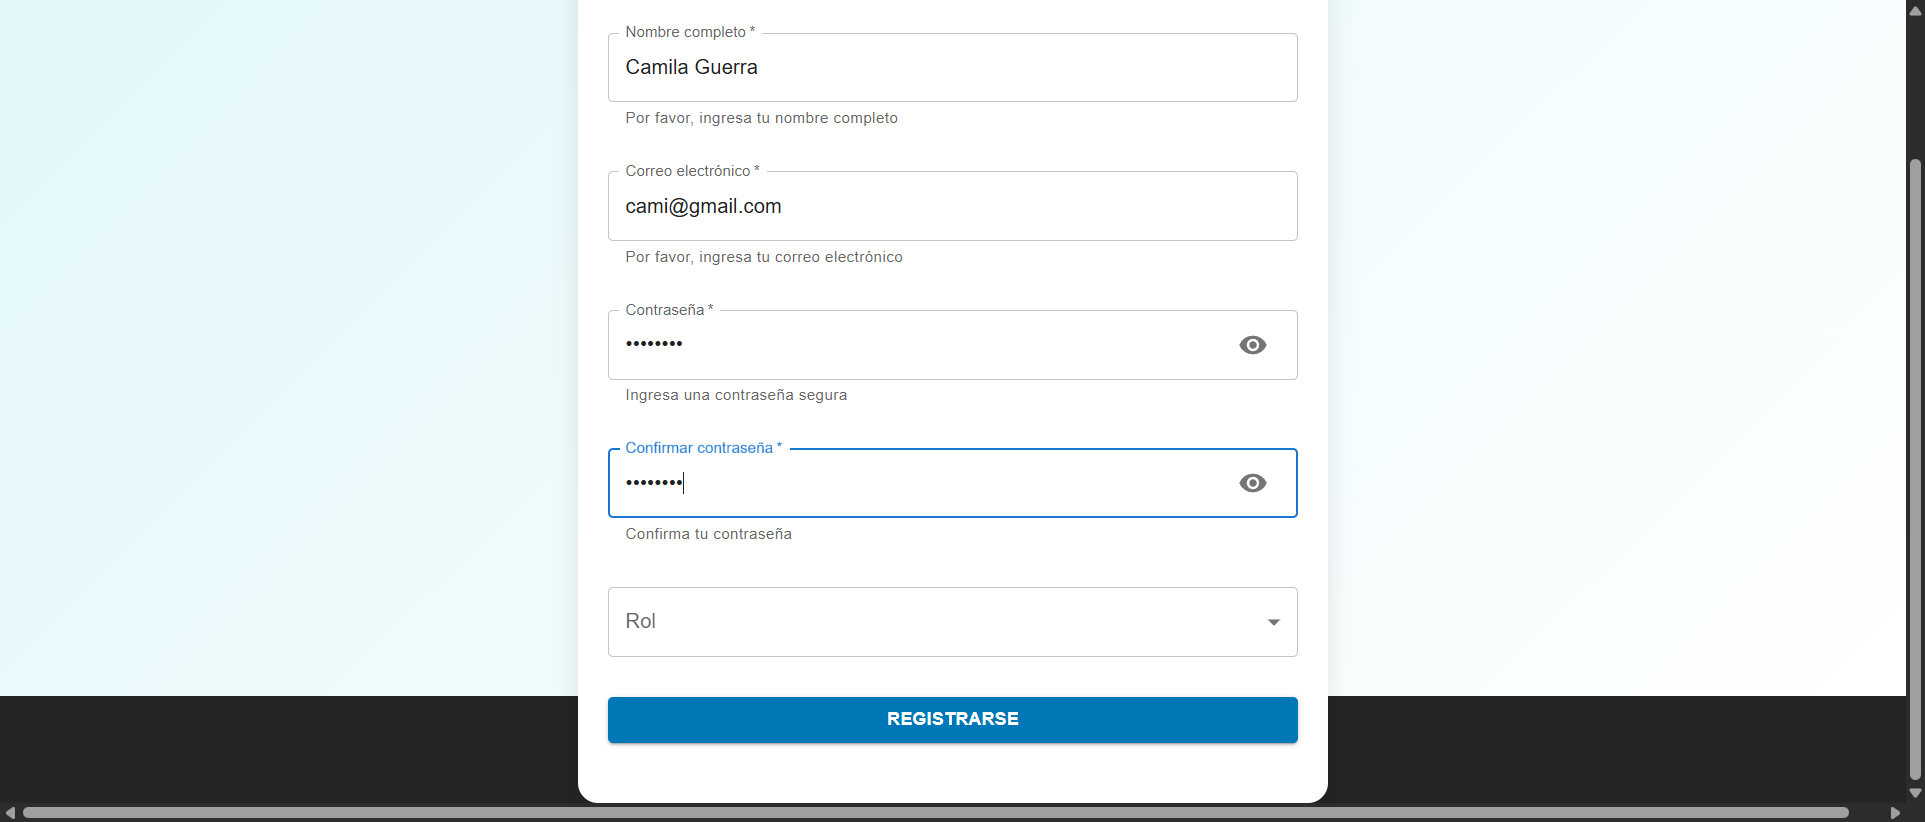 Nombre completo *
Camila Guerra
Por favor, ingresa tu nombre completo
Correo electrónico *
cami@gmail.com
Por favor, ingresa tu correo electrónico
Contraseña *
••••••••
Ingresa una contraseña segura
Confirmar contraseña *
••••••••
Confirma tu contraseña
Rol
REGISTRARSE